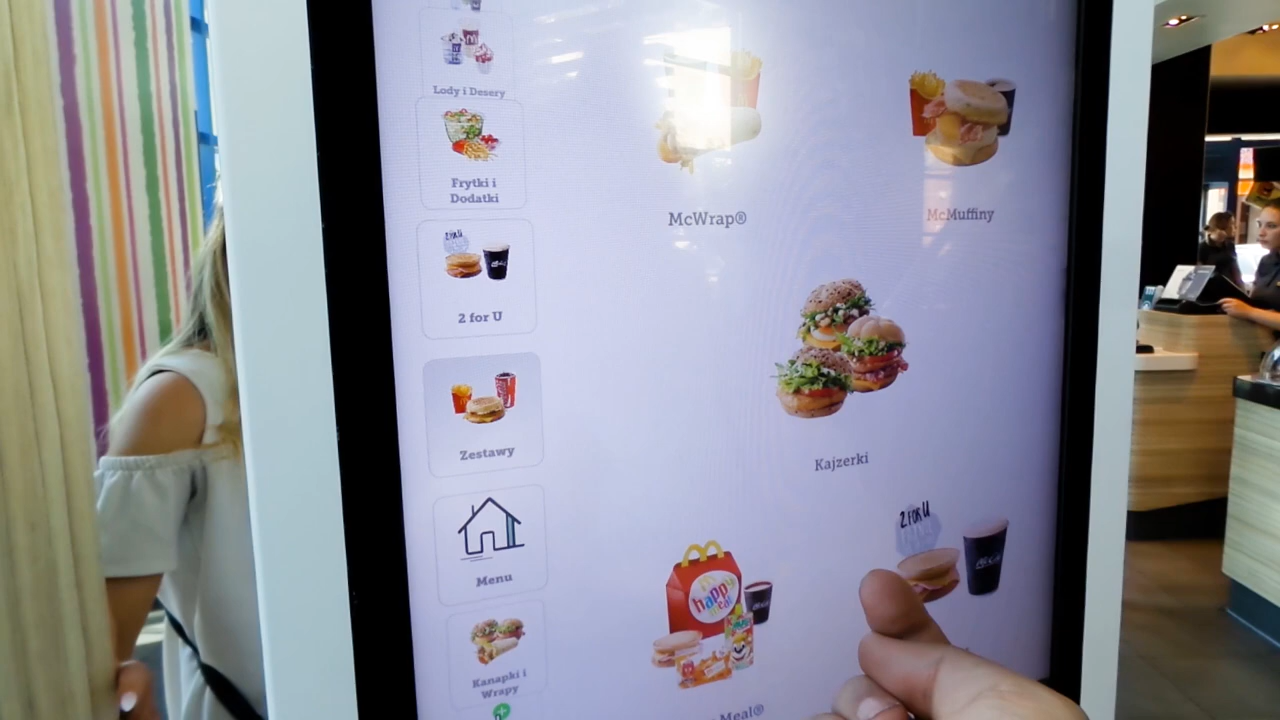 Lody i Desery
Frytki i
Dodatki
2 for U
Zestawy
Menu
Kanapki i
Wrapy
McWrap®
McMuffiny
Kajzerki
happy
meal
2 FOR U
Meal®